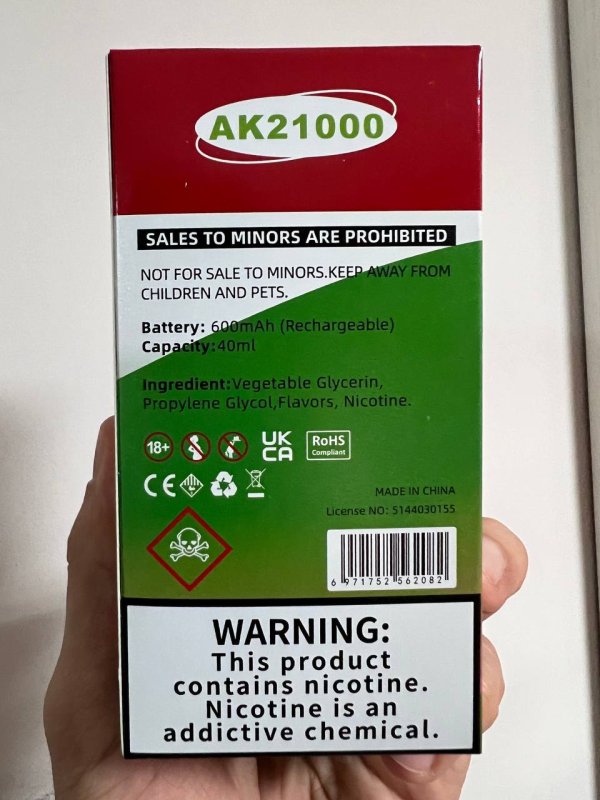 AK21000
SALES TO MINORS ARE PROHIBITED
NOT FOR SALE TO MINORS.KEEP AWAY FROM
CHILDREN AND PETS.
Battery: 600mAh (Rechargeable)
Capacity:40ml
Ingredient:Vegetable Glycerin,
Propylene Glycol,Flavors, Nicotine.
18+
UK
CA
RoHS
Compliant
CE
MADE IN CHINA
License NO: 5144030155
6 971752 562082
WARNING:
This product
contains nicotine.
Nicotine is an
addictive chemical.